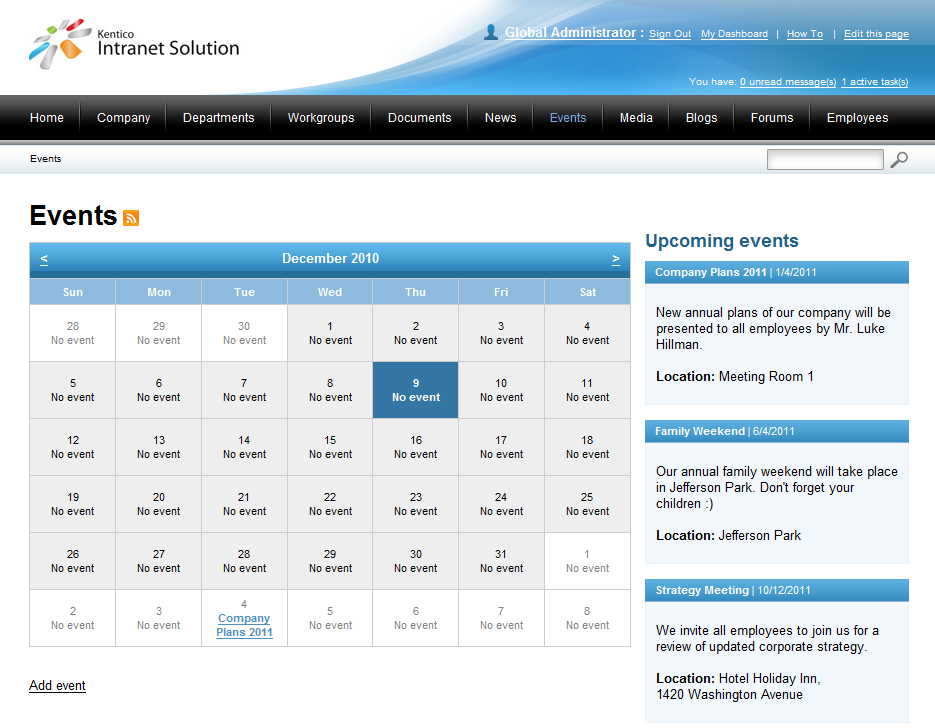 Kentico
Intranet Solution
Global Administrator : Sign Out My Dashboard | How To | Edit this page
You have: 0 unread message(s) 1 active task(s)
Home Company Departments Workgroups Documents News Events Media Blogs Forums Employees
Events
Events
< December 2010 >
Sun Mon Tue Wed Thu Fri Sat
28 29 30 1 2 3 4
No event No event No event No event No event No event No event
5 6 7 8 9 10 11
No event No event No event No event No event No event No event
12 13 14 15 16 17 18
No event No event No event No event No event No event No event
19 20 21 22 23 24 25
No event No event No event No event No event No event No event
26 27 28 29 30 31 1
No event No event No event No event No event No event No event
2 3 4 5 6 7 8
No event No event Company Plans 2011 No event No event No event No event
Add event
Upcoming events
Company Plans 2011 | 1/4/2011
New annual plans of our company will be
presented to all employees by Mr. Luke
Hillman.
Location: Meeting Room 1
Family Weekend | 6/4/2011
Our annual family weekend will take place
in Jefferson Park. Don't forget your
children :)
Location: Jefferson Park
Strategy Meeting | 10/12/2011
We invite all employees to join us for a
review of updated corporate strategy.
Location: Hotel Holiday Inn,
1420 Washington Avenue